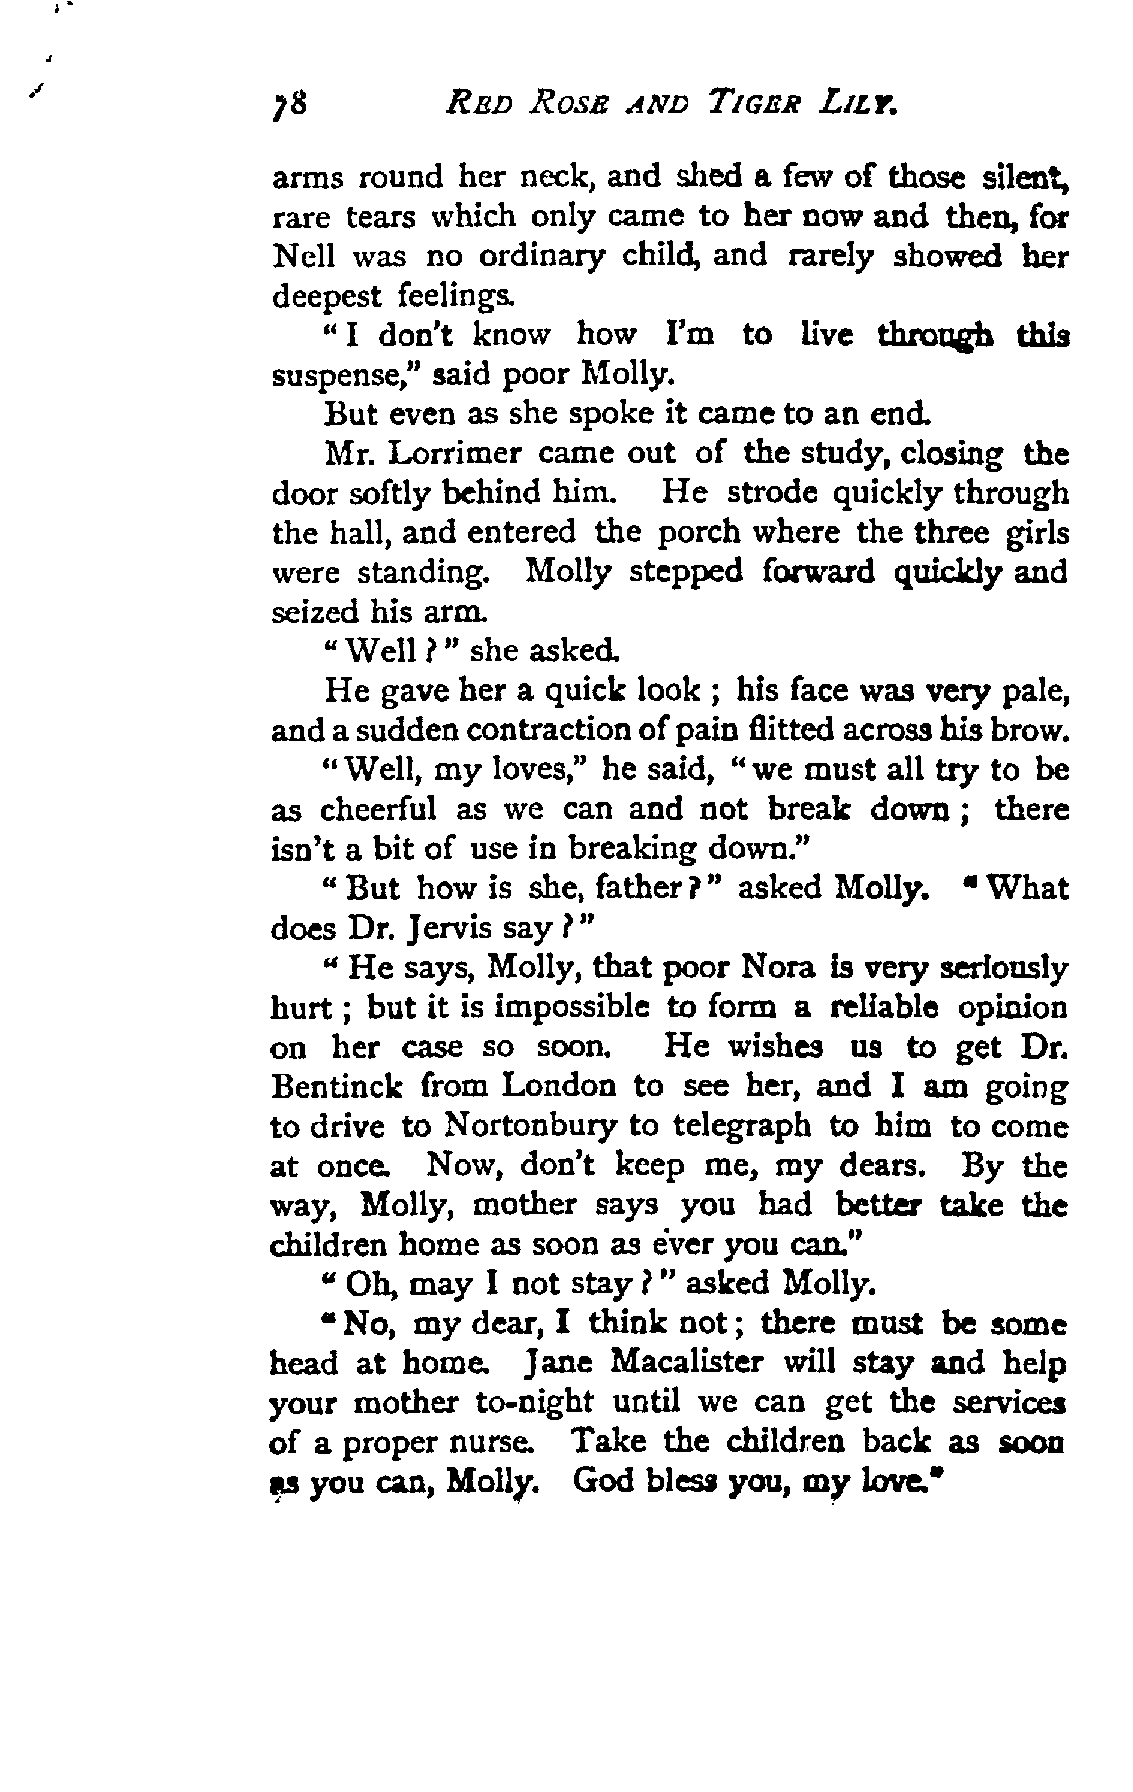 78 RED ROSE AND TIGER LILY.
arms round her neck, and shed a few of those silent,
rare tears which only came to her now and then, for
Nell was no ordinary child, and rarely showed her
deepest feelings.
“I don't know how I'm to live through this
suspense,” said poor Molly.
But even as she spoke it came to an end.
Mr. Lorrimer came out of the study, closing the
door softly behind him. He strode quickly through
the hall, and entered the porch where the three girls
were standing. Molly stepped forward quickly and
seized his arm.
“Well?” she asked.
He gave her a quick look; his face was very pale,
and a sudden contraction of pain flitted across his brow.
“Well, my loves,” he said, “we must all try to be
as cheerful as we can and not break down; there
isn't a bit of use in breaking down.”
“But how is she, father?” asked Molly. “What
does Dr. Jervis say?”
“He says, Molly, that poor Nora is very seriously
hurt; but it is impossible to form a reliable opinion
on her case so soon. He wishes us to get Dr.
Bentinck from London to see her, and I am going
to drive to Nortonbury to telegraph to him to come
at once. Now, don't keep me, my dears. By the
way, Molly, mother says you had better take the
children home as soon as ever you can.”
“Oh, may I not stay?” asked Molly.
“No, my dear, I think not; there must be some
head at home. Jane Macalister will stay and help
your mother to-night until we can get the services
of a proper nurse. Take the children back as soon
as you can, Molly. God bless you, my love.”